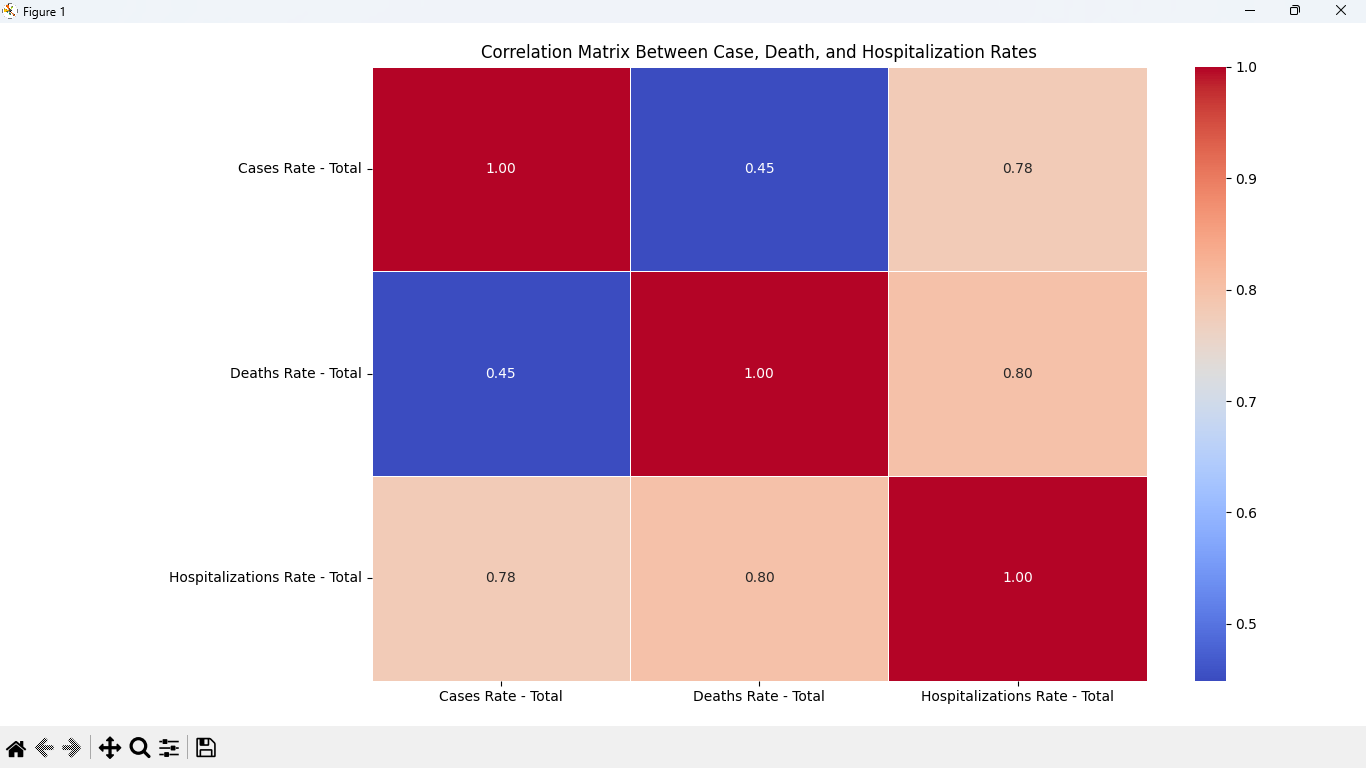 Figure 1
Correlation Matrix Between Case, Death, and Hospitalization Rates
1.0
Cases Rate - Total
1.00
0.45
0.78
0.9
0.8
Deaths Rate - Total
0.45
1.00
0.80
0.7
0.6
Hospitalizations Rate - Total
0.78
0.80
1.00
0.5
Cases Rate - Total
Deaths Rate - Total
Hospitalizations Rate - Total